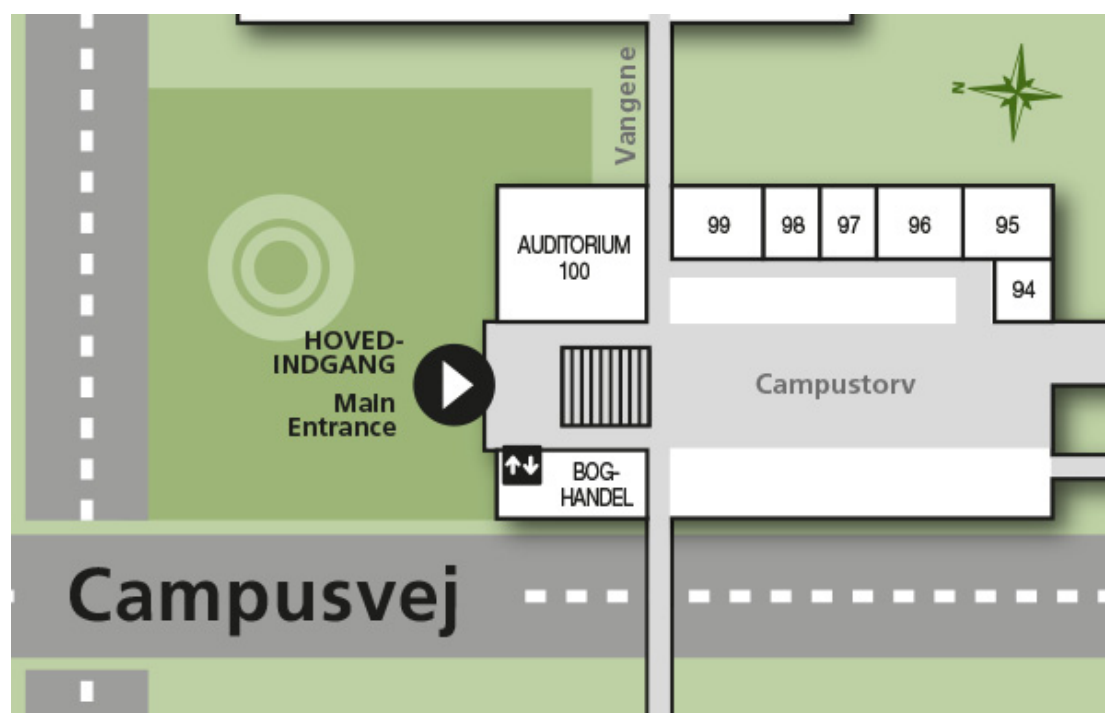 Vangene
N
99
98
97
96
95
AUDITORIUM
100
94
HOVED-
INDGANG
Main
Entrance
Campustorv
BOG-
HANDEL
Campusvej